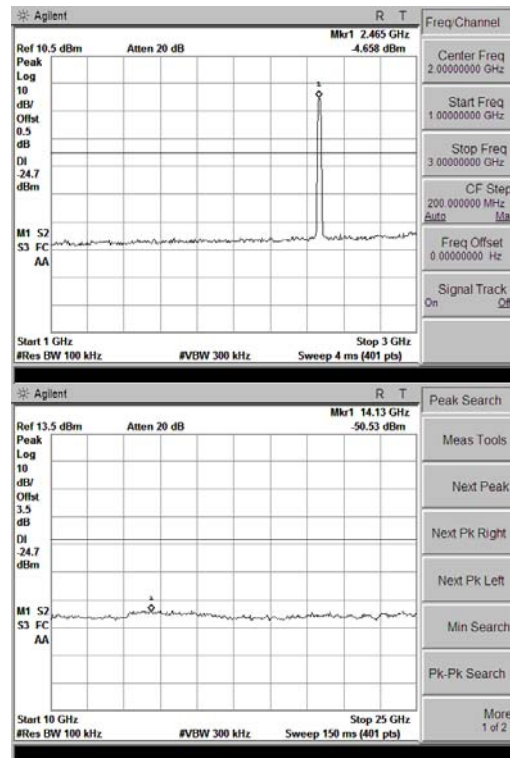 Agilent R T
Freq/Channel
Mkr1 2.465 GHz
Ref 10.5 dBm Atten 20 dB -4.658 dBm
Peak
Log
10
dB/
Offst
0.5
dB
DI
-24.7
dBm
M1 S2
S3 FC
AA
1
Start 1 GHz Stop 3 GHz
#Res BW 100 kHz #VBW 300 kHz Sweep 4 ms (401 pts)
Center Freq
2.00000000 GHz
Start Freq
1.00000000 GHz
Stop Freq
3.00000000 GHz
CF Step
200.000000 MHz
Auto Ma
Freq Offset
0.00000000 Hz
Signal Track
On Off
Agilent R T
Peak Search
Mkr1 14.13 GHz
Ref 13.5 dBm Atten 20 dB -50.53 dBm
Peak
Log
10
dB/
Offst
3.5
dB
DI
-24.7
dBm
M1 S2
S3 FC
AA
1
Start 10 GHz Stop 25 GHz
#Res BW 100 kHz #VBW 300 kHz Sweep 150 ms (401 pts)
Meas Tools
Next Peak
Next Pk Right
Next Pk Left
Min Search
Pk-Pk Search
More
1 of 2